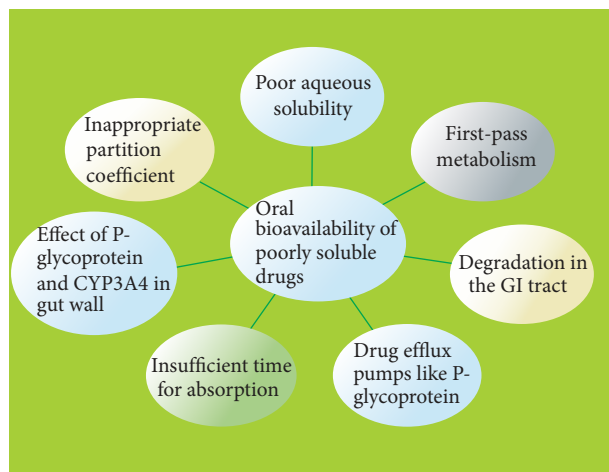 Poor aqueous
solubility
Inappropriate
partition
coefficient
First-pass
metabolism
Oral
bioavailability of
poorly soluble
drugs
Effect of P-
glycoprotein
and CYP3A4 in
gut wall
Degradation in
the GI tract
Insufficient time
for absorption
Drug efflux
pumps like P-
glycoprotein